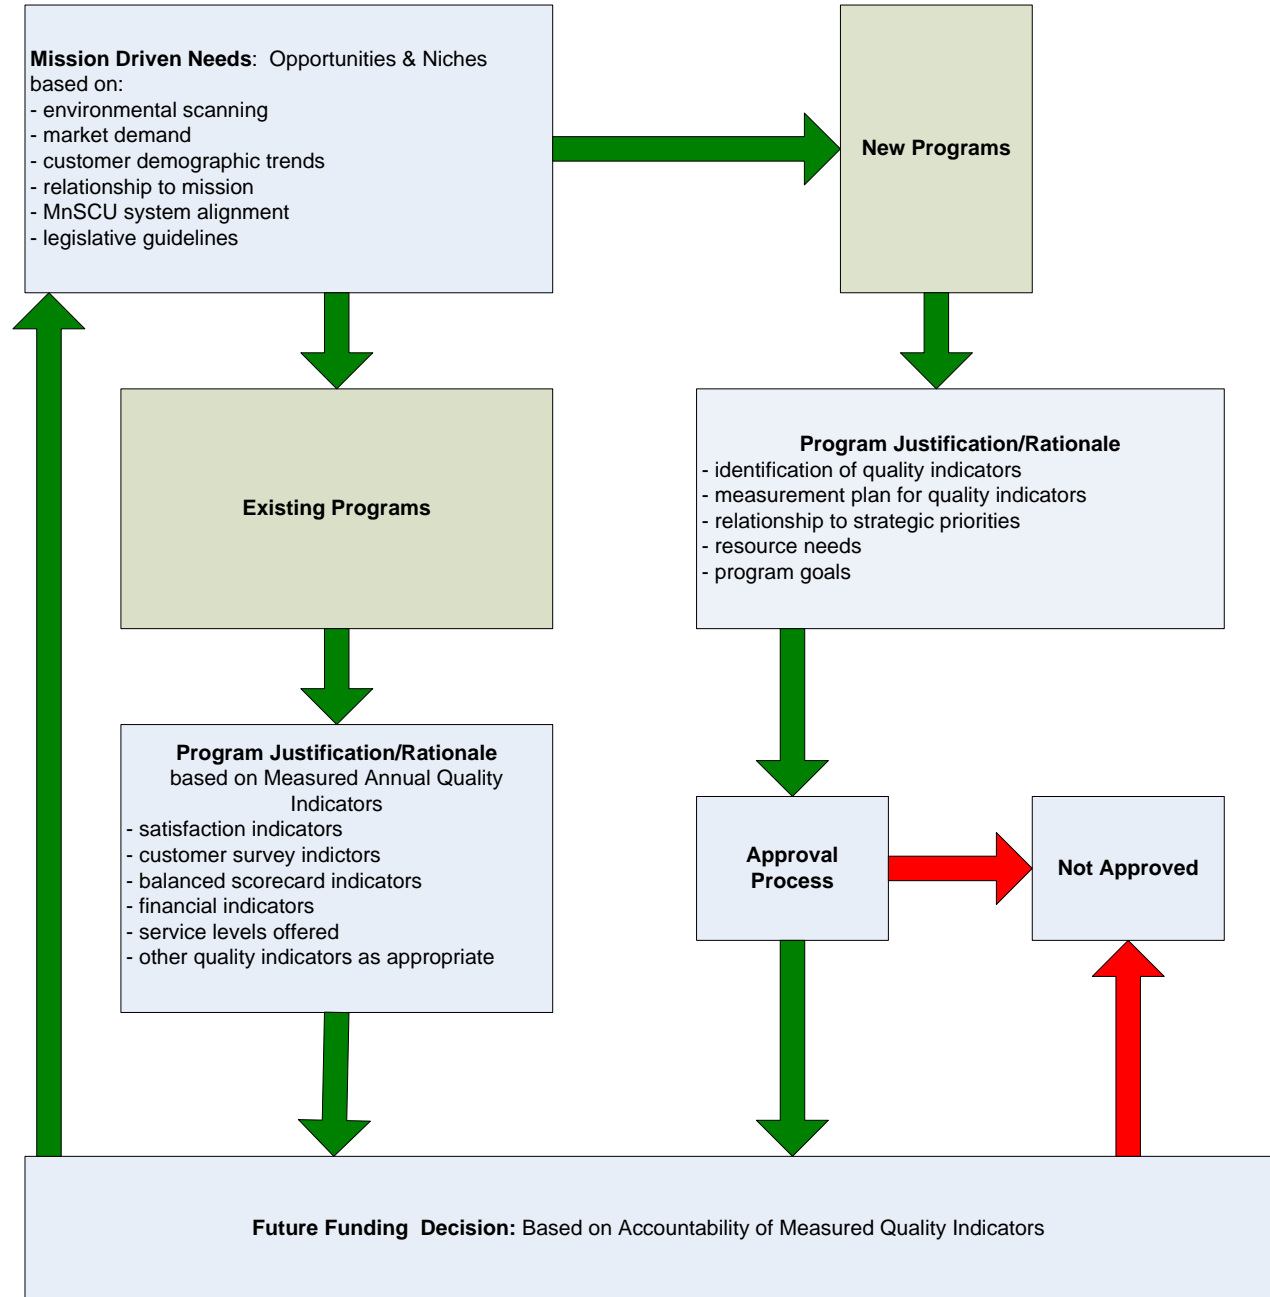 Mission Driven Needs:  Opportunities & Niches
based on:
- environmental scanning
- market demand
- customer demographic trends
- relationship to mission
- MnSCU system alignment
- legislative guidelines
New Programs
Existing Programs
Program Justification/Rationale
- identification of quality indicators
- measurement plan for quality indicators
- relationship to strategic priorities
- resource needs
- program goals
Program Justification/Rationale
based on Measured Annual Quality
Indicators
- satisfaction indicators
- customer survey indictors
- balanced scorecard indicators
- financial indicators
- service levels offered
- other quality indicators as appropriate
Approval
Process
Not Approved
Future Funding  Decision: Based on Accountability of Measured Quality Indicators